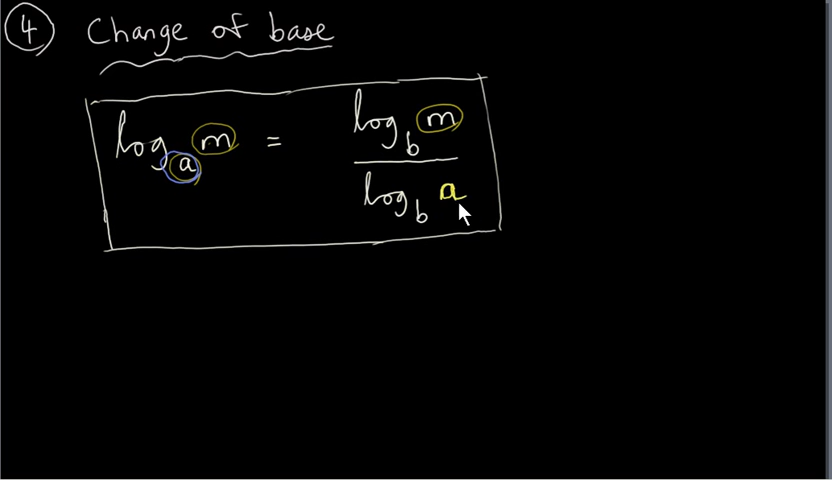 ④ Change of base
log_a m = log_b m / log_b a